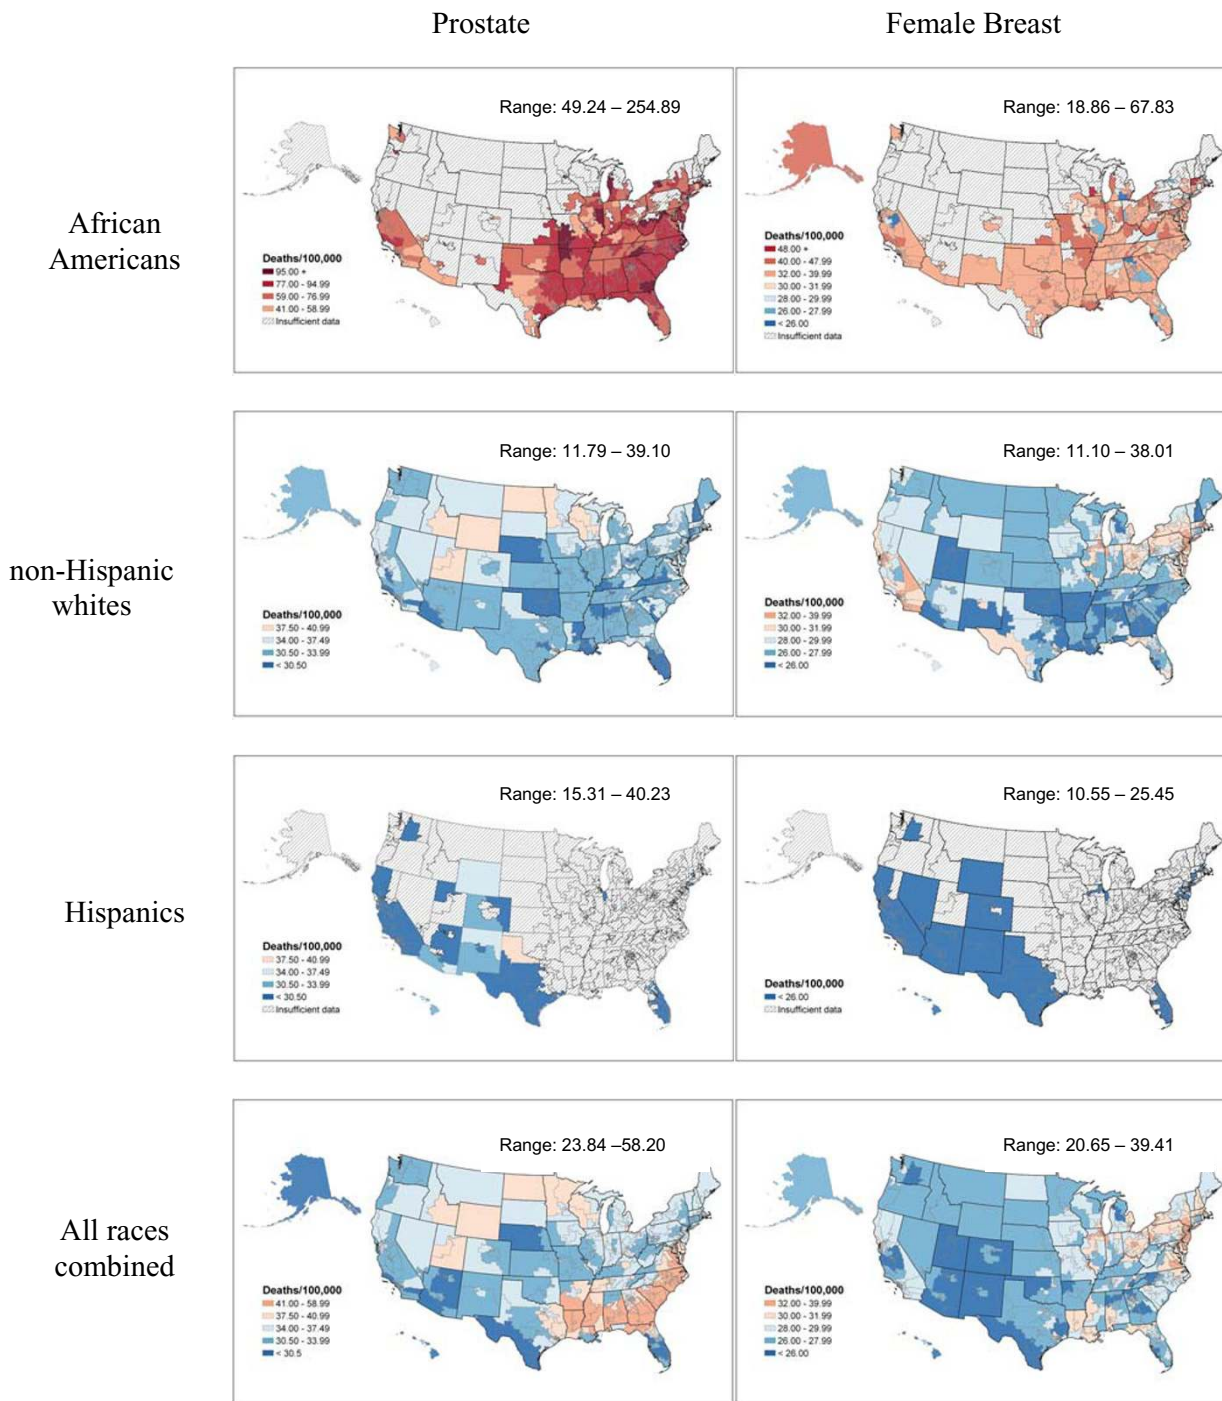 Prostate
Female Breast
African
Americans
Range: 49.24 – 254.89
Deaths/100,000
95.00 +
77.00 - 94.99
59.00 - 76.99
41.00 - 58.99
Insufficient data
Range: 18.86 – 67.83
Deaths/100,000
48.00 +
40.00 - 47.99
32.00 - 39.99
30.00 - 31.99
28.00 - 29.99
26.00 - 27.99
< 26.00
Insufficient data
non-Hispanic
whites
Range: 11.79 – 39.10
Deaths/100,000
37.50 - 40.99
34.00 - 37.49
30.50 - 33.99
< 30.50
Range: 11.10 – 38.01
Deaths/100,000
32.00 - 39.99
30.00 - 31.99
28.00 - 29.99
26.00 - 27.99
< 26.00
Hispanics
Range: 15.31 – 40.23
Deaths/100,000
37.50 - 40.99
34.00 - 37.49
30.50 - 33.99
< 30.50
Insufficient data
Range: 10.55 – 25.45
Deaths/100,000
< 26.00
Insufficient data
All races
combined
Range: 23.84 –58.20
Deaths/100,000
41.00 - 58.99
37.50 - 40.99
34.00 - 37.49
30.50 - 33.99
< 30.5
Range: 20.65 – 39.41
Deaths/100,000
32.00 - 39.99
30.00 - 31.99
28.00 - 29.99
26.00 - 27.99
< 26.00